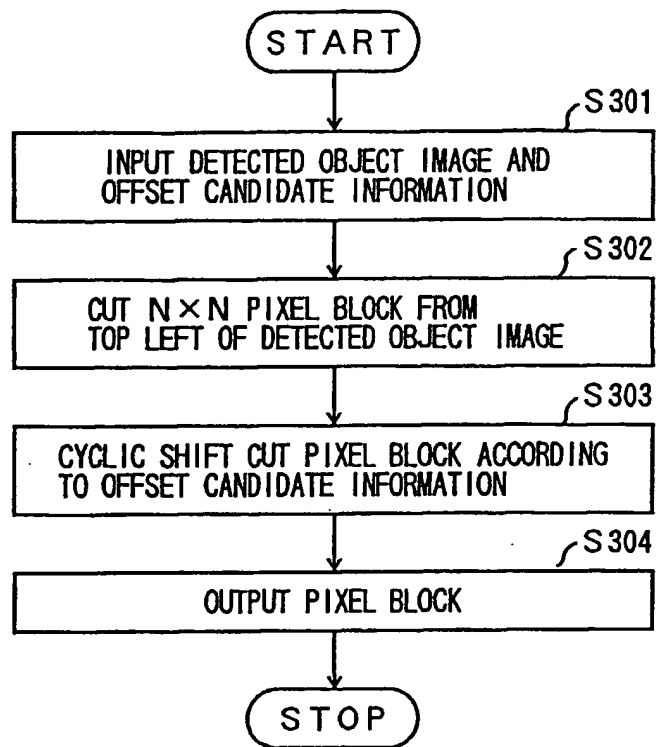 START
S301
INPUT DETECTED OBJECT IMAGE AND
OFFSET CANDIDATE INFORMATION
S302
CUT N×N PIXEL BLOCK FROM
TOP LEFT OF DETECTED OBJECT IMAGE
S303
CYCLIC SHIFT CUT PIXEL BLOCK ACCORDING
TO OFFSET CANDIDATE INFORMATION
S304
OUTPUT PIXEL BLOCK
STOP